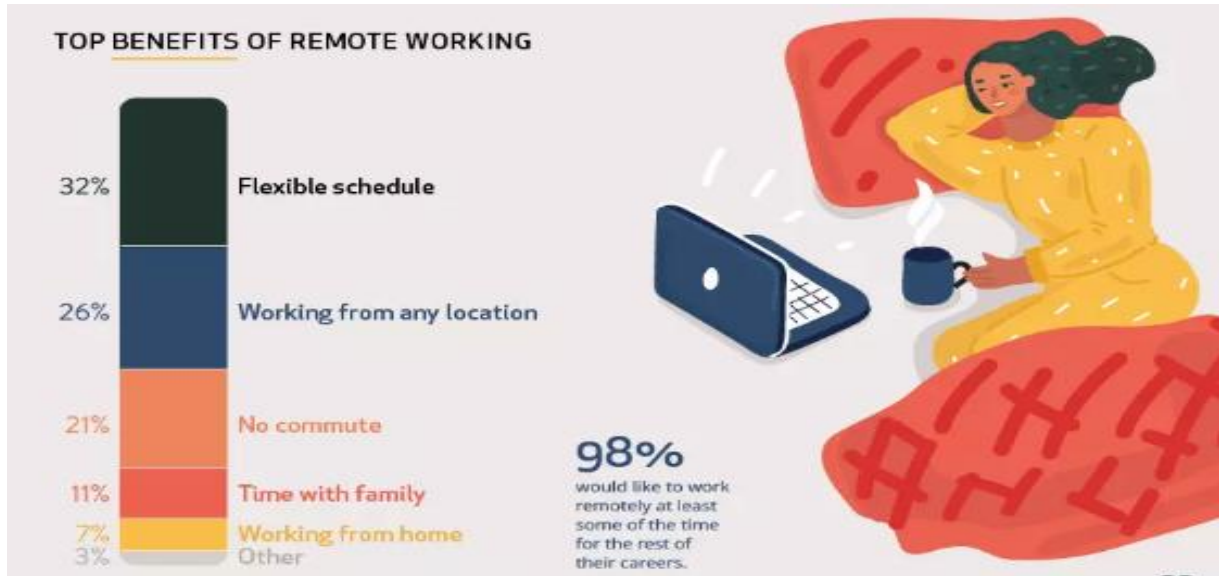 TOP BENEFITS OF REMOTE WORKING
32% Flexible schedule
26% Working from any location
21% No commute
11% Time with family
7% Working from home
3% Other
98%
would like to work
remotely at least
some of the time
for the rest of
their careers.